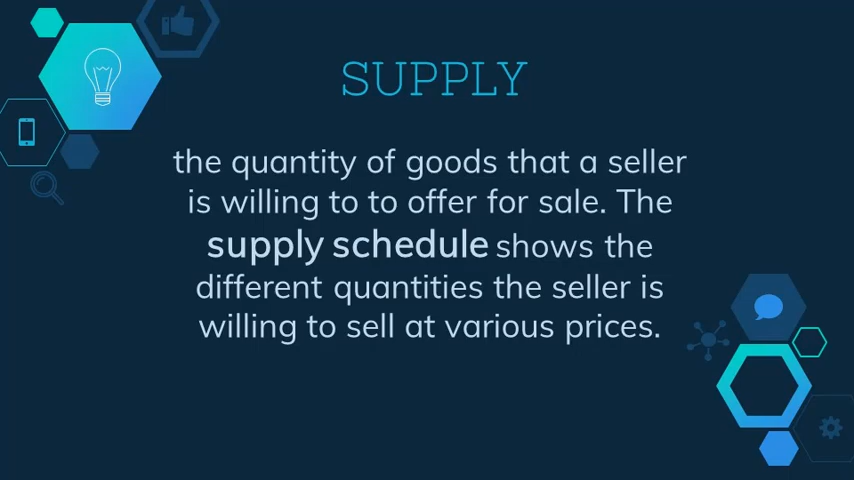 SUPPLY
the quantity of goods that a seller
is willing to to offer for sale. The
supply schedule shows the
different quantities the seller is
willing to sell at various prices.